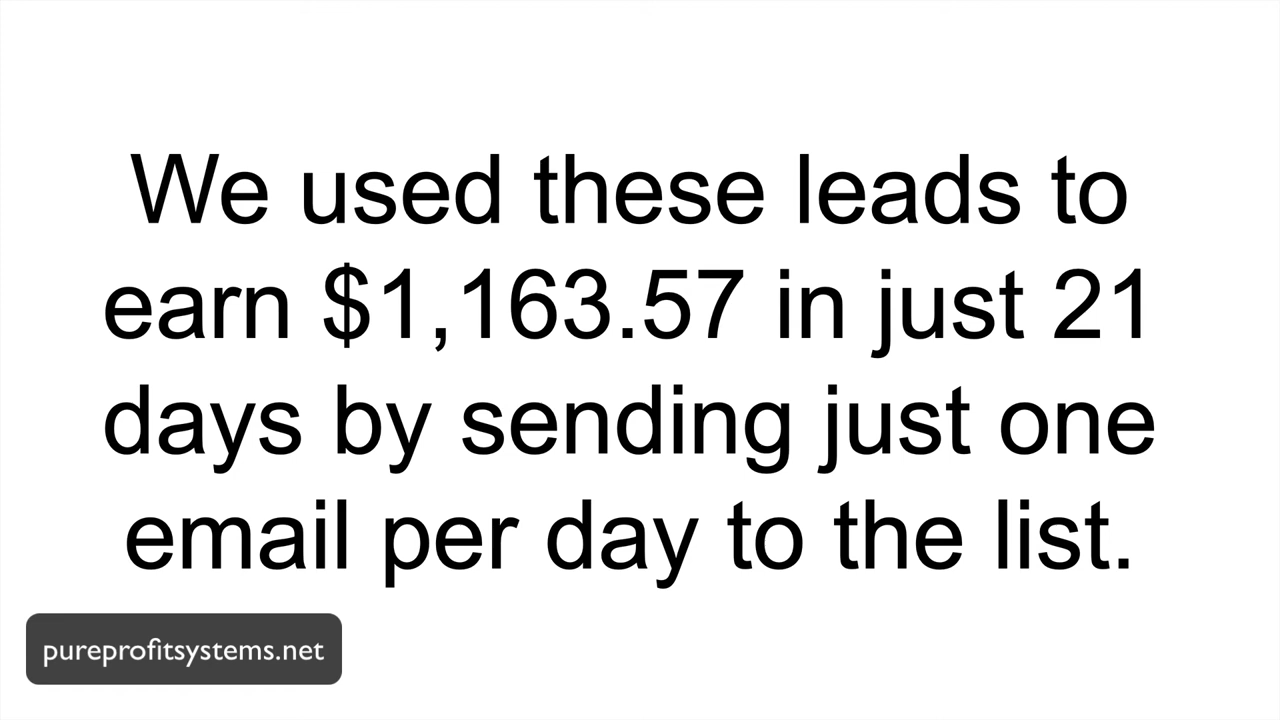 We used these leads to
earn $1,163.57 in just 21
days by sending just one
email per day to the list.
pureprofitsystems.net